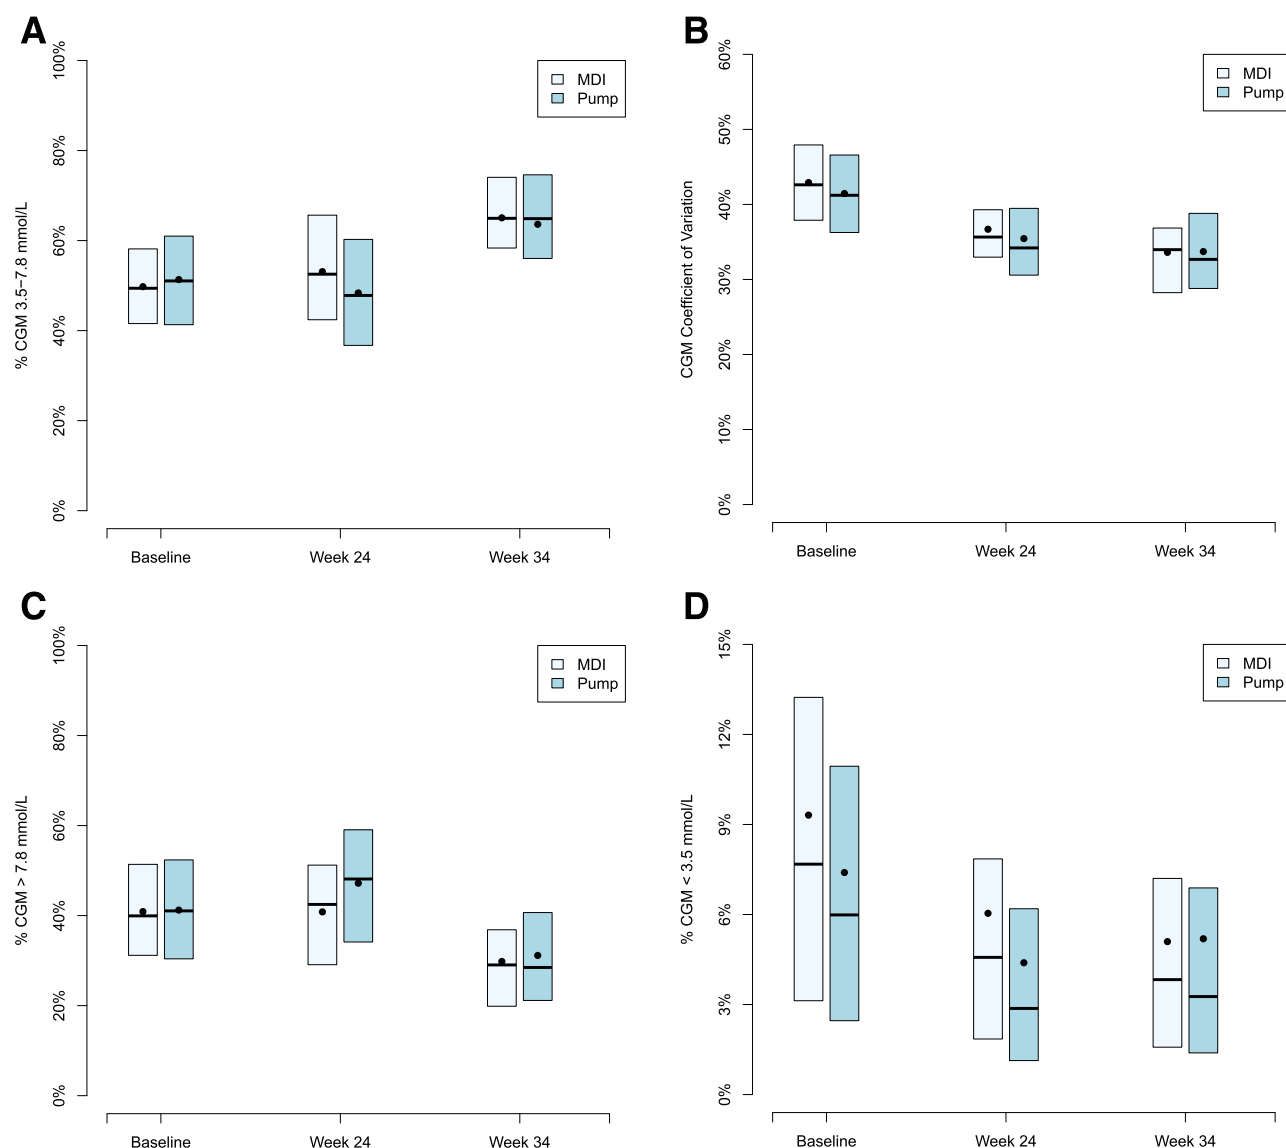 A
% CGM 3.5–7.8 mmol/L
100%
80%
60%
40%
20%
0%
MDI
Pump
Baseline
Week 24
Week 34
B
CGM Coefficient of Variation
60%
50%
40%
30%
20%
10%
0%
MDI
Pump
Baseline
Week 24
Week 34
C
% CGM > 7.8 mmol/L
100%
80%
60%
40%
20%
0%
MDI
Pump
Baseline
Week 24
Week 34
D
% CGM < 3.5 mmol/L
15%
12%
9%
6%
3%
0%
MDI
Pump
Baseline
Week 24
Week 34